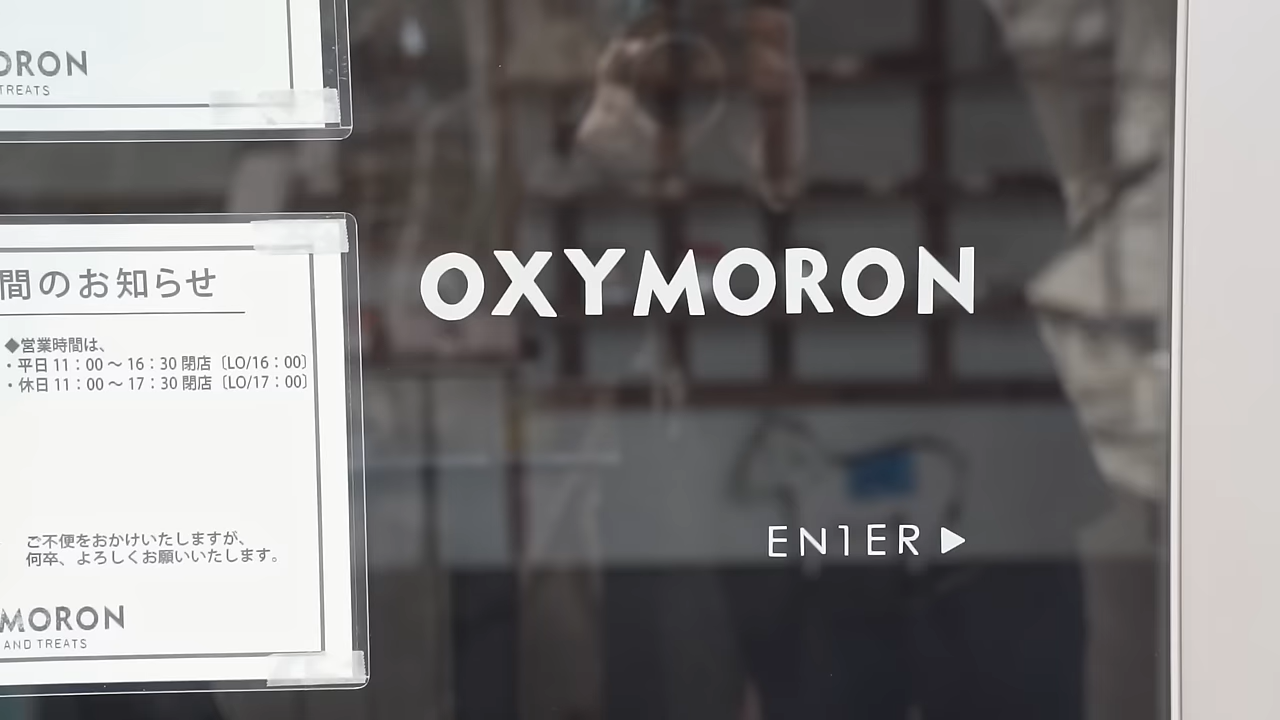 ORON
TREATS
間のお知らせ
◆営業時間は、
・平日 11：00 〜 16：30 閉店〔LO/16：00〕
・休日 11：00 〜 17：30 閉店〔LO/17：00〕
ご不便をおかけいたしますが、
何卒、よろしくお願いいたします。
MORON
AND TREATS
OXYMORON
EN1ER ▶